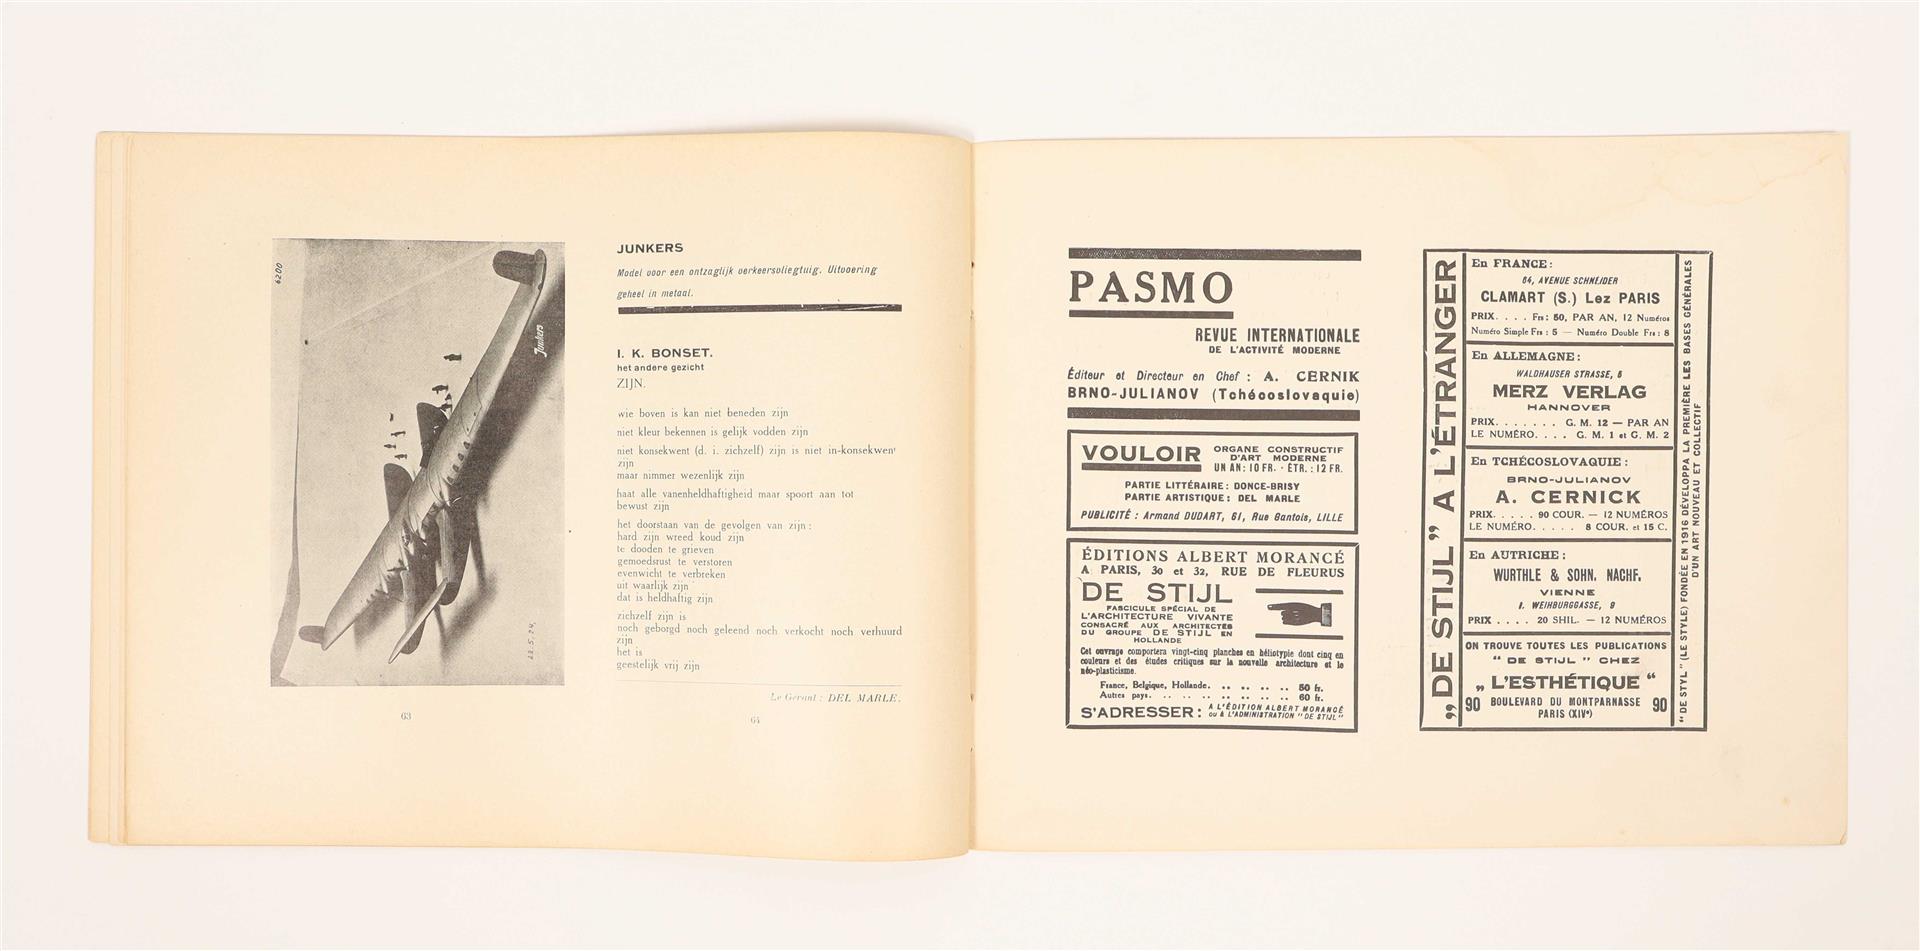 6200
Junkers
22.5.24,
JUNKERS
Model voor een ontzaglijk verkeersvliegtuig. Uitvoering
geheel in metaal.
I. K. BONSET.
het andere gezicht
ZIJN.
wie boven is kan niet beneden zijn
niet kleur bekennen is gelijk vodden zijn
niet konsekwent (d. i. zichzelf) zijn is niet in-konsekwent
zijn
maar nimmer wezenlijk zijn
haat alle vanenheldhaftigheid maar spoort aan tot
bewust zijn
het doorstaan van de gevolgen van zijn :
hard zijn wreed koud zijn
te dooden te grieven
gemoedsrust te verstoren
evenwicht te verbreken
uit waarlijk zijn
dat is heldhaftig zijn
zichzelf zijn is
noch geborgd noch geleend noch verkocht noch verhuurd
zijn
het is
geestelijk vrij zijn
Le Gérant : DEL MARLE.
63
64
PASMO
REVUE INTERNATIONALE
DE L'ACTIVITÉ MODERNE
Éditeur et Directeur en Chef : A. CERNIK
BRNO-JULIANOV (Tchécoslovaquie)
VOULOIR
ORGANE CONSTRUCTIF
D'ART MODERNE
UN AN: 10 FR. - ÉTR. : 12 FR.
PARTIE LITTÉRAIRE : DONCE-BRISY
PARTIE ARTISTIQUE : DEL MARLE
PUBLICITÉ : Armand DUDART, 61, Rue Gantois, LILLE
ÉDITIONS ALBERT MORANCÉ
A PARIS, 30 et 32, RUE DE FLEURUS
DE STIJL
FASCICULE SPÉCIAL DE
L'ARCHITECTURE VIVANTE
CONSACRÉ AUX ARCHITECTES
DU GROUPE DE STIJL EN
HOLLANDE
Cet ouvrage comportera vingt-cinq planches en héliotypie dont cinq en
couleurs et des études critiques sur la nouvelle architecture et le
néo-plasticisme.
France, Belgique, Hollande. .. .. .. .. 50 fr.
Autres pays. .. .. .. .. .. .. .. 60 fr.
S'ADRESSER :
A L'ÉDITION ALBERT MORANCÉ
ou à L'ADMINISTRATION "DE STIJL"
„DE STIJL" A L'ÉTRANGER
En FRANCE :
64, AVENUE SCHNEIDER
CLAMART (S.) Lez PARIS
PRIX. . . . Frs : 50, PAR AN, 12 Numéros
Numéro Simple Frs : 5 — Numéro Double Frs : 8
En ALLEMAGNE :
WALDHAUSER STRASSE, 5
MERZ VERLAG
HANNOVER
PRIX. . . . . . . G. M. 12 — PAR AN
LE NUMÉRO. . . . G. M. 1 et G. M. 2
En TCHÉCOSLOVAQUIE :
BRNO-JULIANOV
A. CERNICK
PRIX. . . . . 90 COUR. — 12 NUMÉROS
LE NUMÉRO. . . . . 8 COUR. et 15 C.
En AUTRICHE :
WURTHLE & SOHN. NACHF.
VIENNE
I. WEIHBURGGASSE, 9
PRIX . . . . 20 SHIL. — 12 NUMÉROS
ON TROUVE TOUTES LES PUBLICATIONS
" DE STIJL " CHEZ
„ L'ESTHÉTIQUE "
90 BOULEVARD DU MONTPARNASSE 90
PARIS (XIVe)
"DE STYL" (LE STYLE) FONDÉE EN 1916 DÉVELOPPA LA PREMIÈRE LES BASES GÉNÉRALES
D'UN ART NOUVEAU ET COLLECTIF